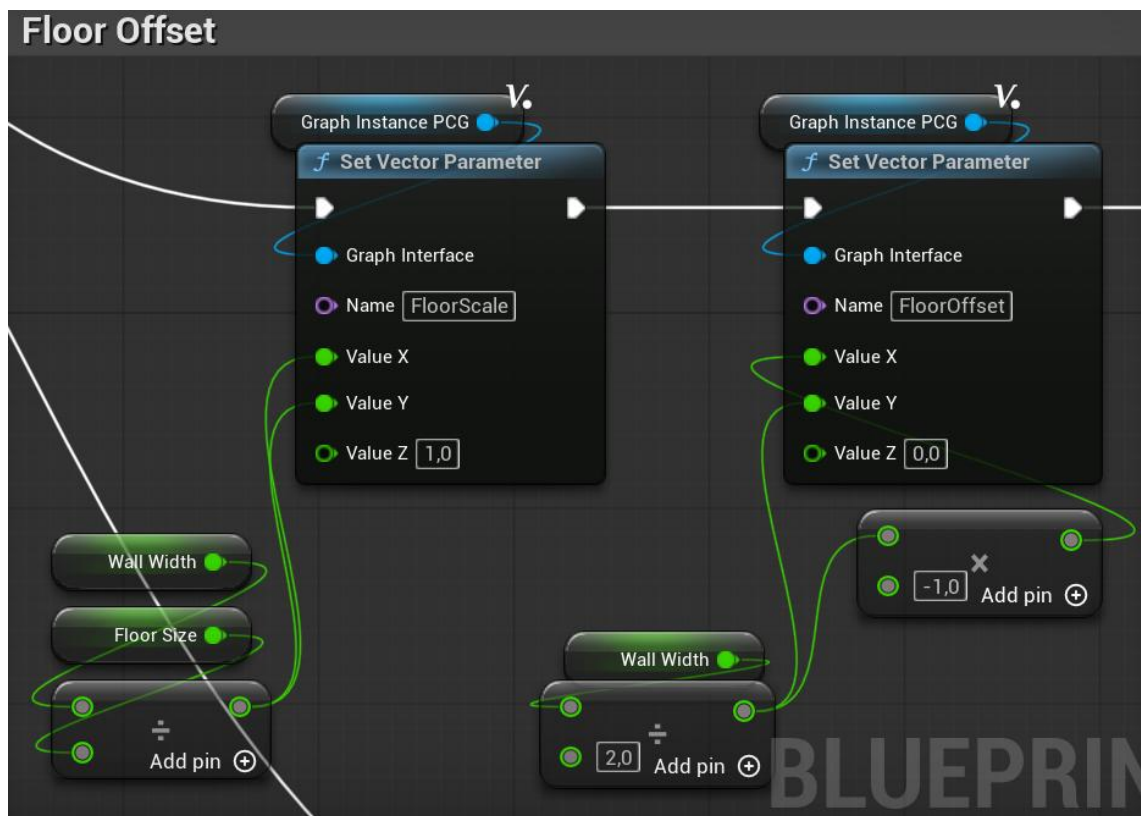 Floor Offset
V.
V.
Graph Instance PCG
Graph Instance PCG
f Set Vector Parameter
f Set Vector Parameter
Graph Interface
Graph Interface
Name FloorScale
Name FloorOffset
Value X
Value X
Value Y
Value Y
Value Z 1,0
Value Z 0,0
Wall Width
× 
-1,0 Add pin
Floor Size
Wall Width
÷
Add pin
÷
2,0 Add pin
BLUEPRIN